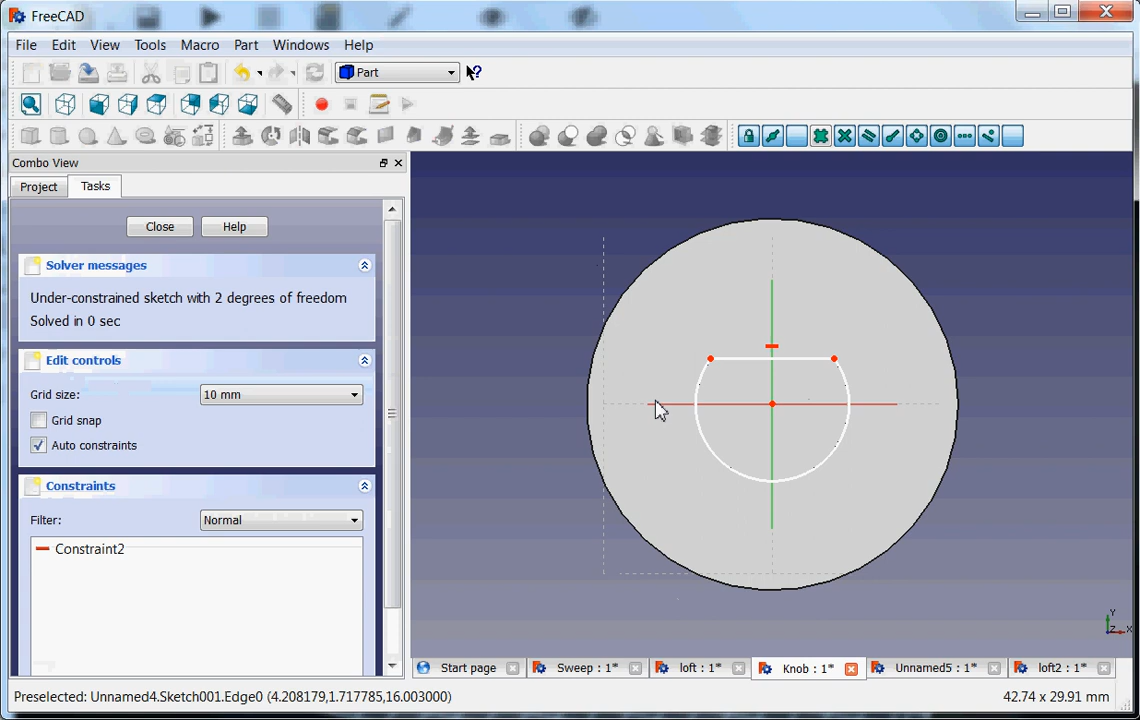 FreeCAD
File Edit View Tools Macro Part Windows Help
Part
Combo View
Project Tasks
Close Help
Solver messages
Under-constrained sketch with 2 degrees of freedom
Solved in 0 sec
Edit controls
Grid size: 10 mm
Grid snap
Auto constraints
Constraints
Filter: Normal
Constraint2
Y
Z X
Start page Sweep : 1* loft : 1* Knob : 1* Unnamed5 : 1* loft2 : 1*
Preselected: Unnamed4.Sketch001.Edge0 (4.208179,1.717785,16.003000) 42.74 x 29.91 mm